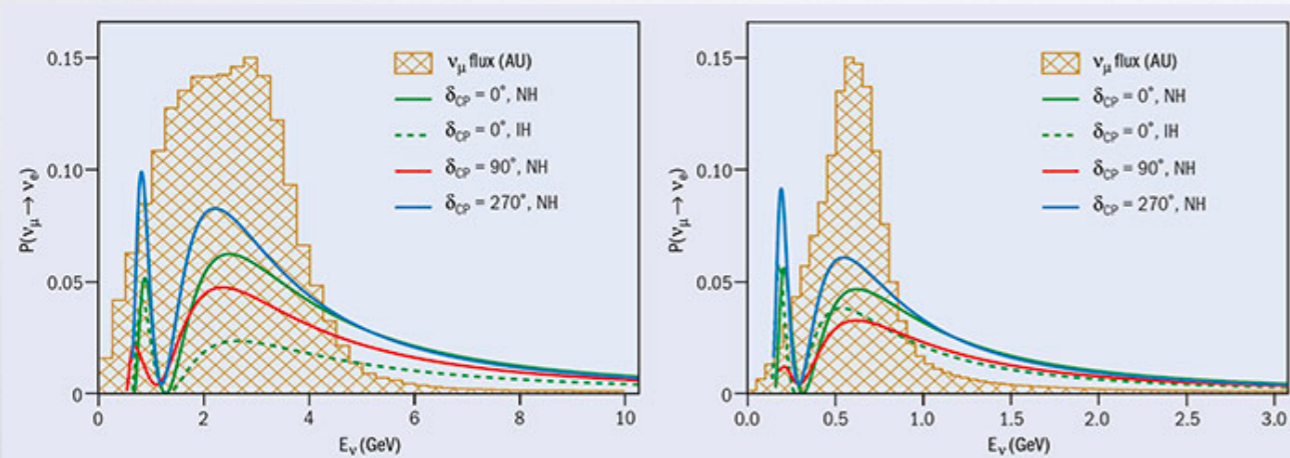 0.15
0.10
0.05
0
P(νμ → νe)
0
2
4
6
8
10
Eν (GeV)
νμ flux (AU)
δCP = 0°, NH
δCP = 0°, IH
δCP = 90°, NH
δCP = 270°, NH
0.15
0.10
0.05
0
P(νμ → νe)
0.0
0.5
1.0
1.5
2.0
2.5
3.0
Eν (GeV)
νμ flux (AU)
δCP = 0°, NH
δCP = 0°, IH
δCP = 90°, NH
δCP = 270°, NH